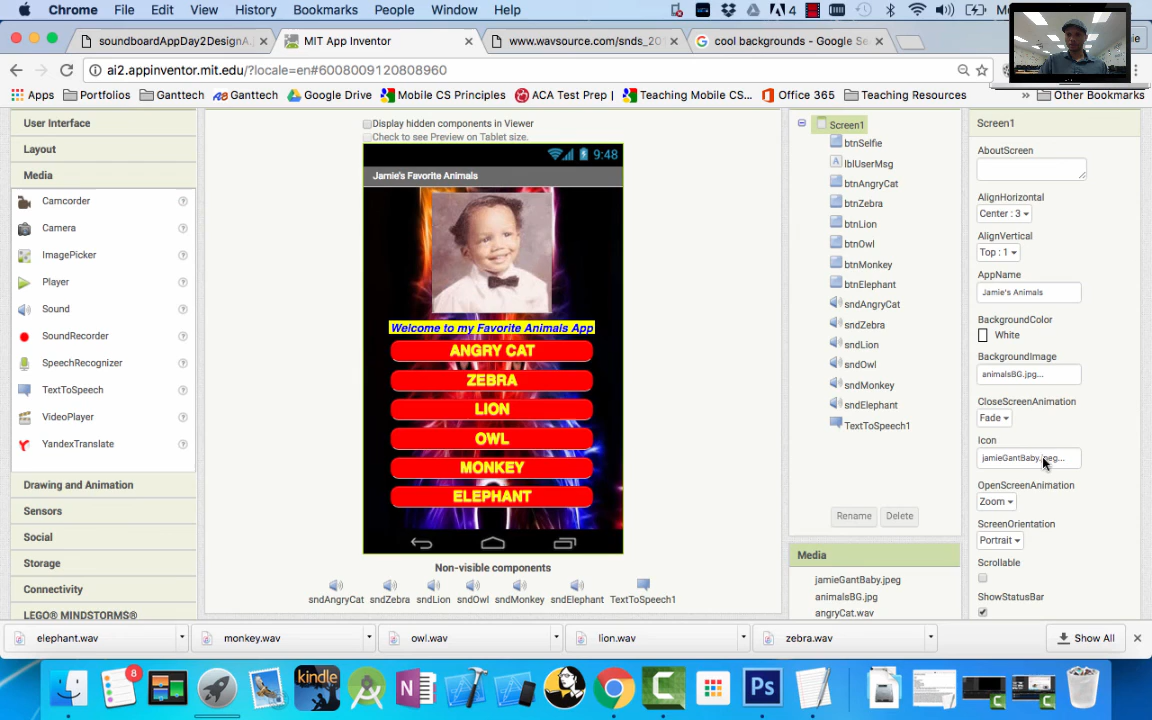 Chrome File Edit View History Bookmarks People Window Help
4
soundboardAppDay2DesignA MIT App Inventor www.wavsource.com/snds_20 cool backgrounds - Google Se
ai2.appinventor.mit.edu/?locale=en#6008009120808960
Apps Portfolios Ganttech Ganttech Google Drive Mobile CS Principles ACA Test Prep | Teaching Mobile CS... Office 365 Teaching Resources » Other Bookmarks
User Interface
Layout
Media
Camcorder
Camera
ImagePicker
Player
Sound
SoundRecorder
SpeechRecognizer
TextToSpeech
VideoPlayer
YandexTranslate
Drawing and Animation
Sensors
Social
Storage
Connectivity
LEGO® MINDSTORMS®
Display hidden components in Viewer
Check to see Preview on Tablet size.
9:48
Jamie's Favorite Animals
Welcome to my Favorite Animals App
ANGRY CAT
ZEBRA
LION
OWL
MONKEY
ELEPHANT
Non-visible components
sndAngryCat sndZebra sndLion sndOwl sndMonkey sndElephant TextToSpeech1
Screen1
btnSelfie
lblUserMsg
btnAngryCat
btnZebra
btnLion
btnOwl
btnMonkey
btnElephant
sndAngryCat
sndZebra
sndLion
sndOwl
sndMonkey
sndElephant
TextToSpeech1
Rename Delete
Media
jamieGantBaby.jpeg
animalsBG.jpg
angryCat.wav
Screen1
AboutScreen
AlignHorizontal
Center : 3
AlignVertical
Top : 1
AppName
Jamie's Animals
BackgroundColor
White
BackgroundImage
animalsBG.jpg...
CloseScreenAnimation
Fade
Icon
jamieGantBaby.jpeg...
OpenScreenAnimation
Zoom
ScreenOrientation
Portrait
Scrollable
ShowStatusBar
elephant.wav monkey.wav owl.wav lion.wav zebra.wav Show All
8
kindle
Ps